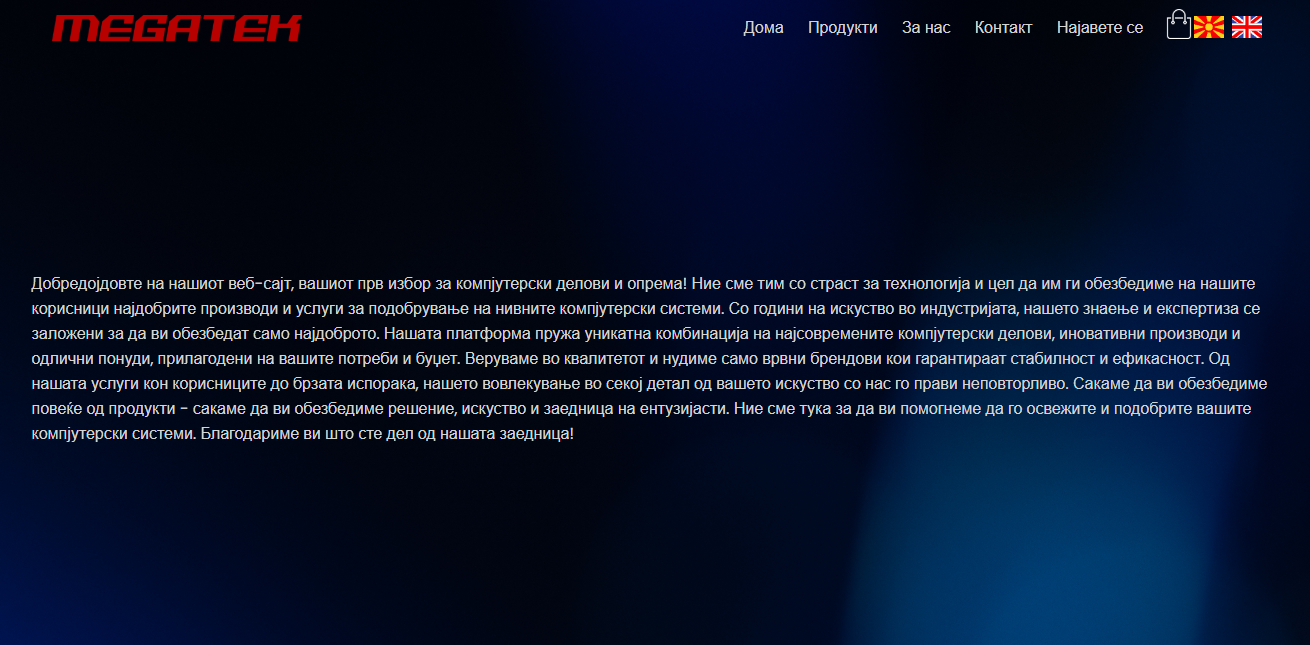 MEGATEK
Дома Продукти За нас Контакт Најавете се
Добредојдовте на нашиот веб-сајт, вашиот прв избор за компјутерски делови и опрема! Ние сме тим со страст за технологија и цел да им ги обезбедиме на нашите
корисници најдобрите производи и услуги за подобрување на нивните компјутерски системи. Со години на искуство во индустријата, нашето знаење и експертиза се
заложени за да ви обезбедат само најдоброто. Нашата платформа пружа уникатна комбинација на најсовремените компјутерски делови, иновативни производи и
одлични понуди, прилагодени на вашите потреби и буџет. Веруваме во квалитетот и нудиме само врвни брендови кои гарантираат стабилност и ефикасност. Од
нашата услуги кон корисниците до брзата испорака, нашето вовлекување во секој детал од вашето искуство со нас го прави неповторливо. Сакаме да ви обезбедиме
повеќе од продукти - сакаме да ви обезбедиме решение, искуство и заедница на ентузијасти. Ние сме тука за да ви помогнеме да го освежите и подобрите вашите
компјутерски системи. Благодариме ви што сте дел од нашата заедница!